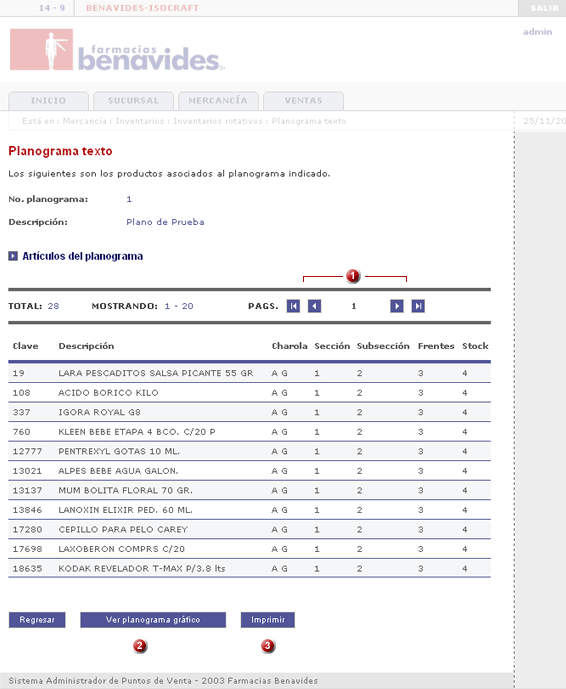 14 - 9 BENAVIDES-ISOCRAFT SALIR
admin
farmacias
benavides
INICIO SUCURSAL MERCANCÍA VENTAS
Está en : Mercancía : Inventarios : Inventarios rotativos : Planograma texto 25/11/20
Planograma texto
Los siguientes son los productos asociados al planograma indicado.
No. planograma: 1
Descripción: Plano de Prueba
Artículos del planograma
1
TOTAL: 28 MOSTRANDO: 1 - 20 PAGS. 1
Clave Descripción Charola Sección Subsección Frentes Stock
19 LARA PESCADITOS SALSA PICANTE 55 GR A G 1 2 3 4
108 ACIDO BORICO KILO A G 1 2 3 4
337 IGORA ROYAL G8 A G 1 2 3 4
760 KLEEN BEBE ETAPA 4 BCO. C/20 P A G 1 2 3 4
12777 PENTREXYL GOTAS 10 ML. A G 1 2 3 4
13021 ALPES BEBE AGUA GALON. A G 1 2 3 4
13137 MUM BOLITA FLORAL 70 GR. A G 1 2 3 4
13846 LANOXIN ELIXIR PED. 60 ML. A G 1 2 3 4
17280 CEPILLO PARA PELO CAREY A G 1 2 3 4
17698 LAXOBERON COMPRS C/20 A G 1 2 3 4
18635 KODAK REVELADOR T-MAX P/3.8 lts A G 1 2 3 4
Regresar Ver planograma gráfico Imprimir
2 3
Sistema Administrador de Puntos de Venta - 2003 Farmacias Benavides